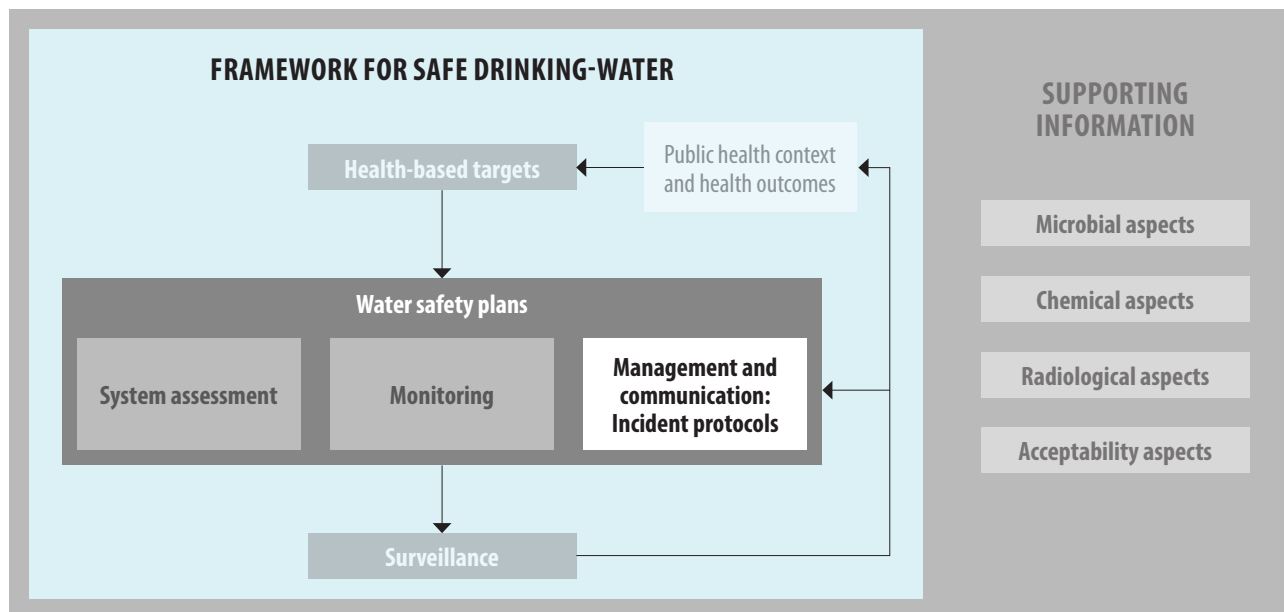 FRAMEWORK FOR SAFE DRINKING-WATER
Health-based targets
Public health context
and health outcomes
Water safety plans
System assessment
Monitoring
Management and
communication:
Incident protocols
Surveillance
SUPPORTING
INFORMATION
Microbial aspects
Chemical aspects
Radiological aspects
Acceptability aspects